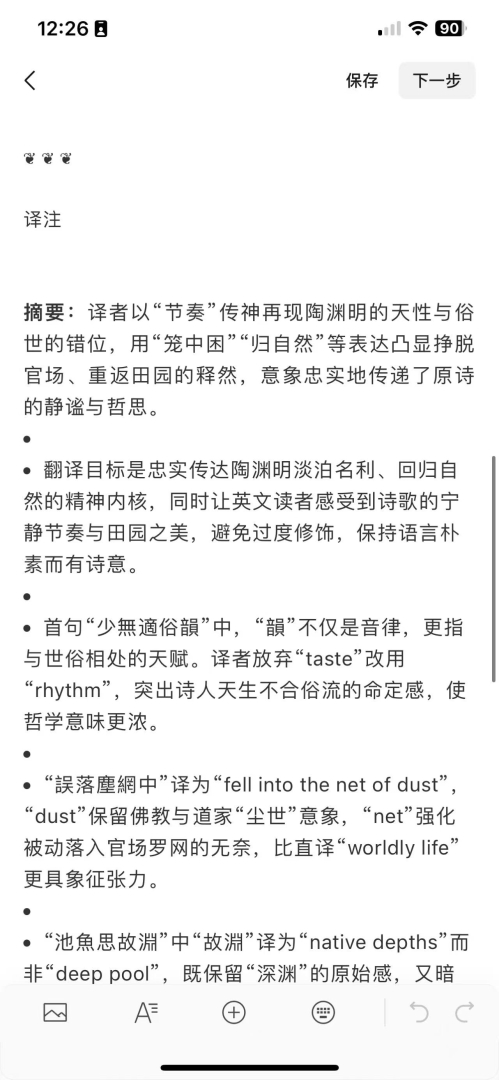 12:26
90
保存
下一步
❦ ❦ ❦
译注
摘要：译者以“节奏”传神再现陶渊明的天性与俗
世的错位，用“笼中困”“归自然”等表达凸显挣脱
官场、重返田园的释然，意象忠实地传递了原诗
的静谧与哲思。
•
• 翻译目标是忠实传达陶渊明淡泊名利、回归自
然的精神内核，同时让英文读者感受到诗歌的宁
静节奏与田园之美，避免过度修饰，保持语言朴
素而有诗意。
•
• 首句“少無適俗韻”中，“韻”不仅是音律，更指
与世俗相处的天赋。译者放弃“taste”改用
“rhythm”，突出诗人天生不合俗流的命定感，使
哲学意味更浓。
•
• “誤落塵網中”译为“fell into the net of dust”，
“dust”保留佛教与道家“尘世”意象，“net”强化
被动落入官场罗网的无奈，比直译“worldly life”
更具象征张力。
•
• “池魚思故淵”中“故淵”译为“native depths”而
非“deep pool”，既保留“深渊”的原始感，又暗